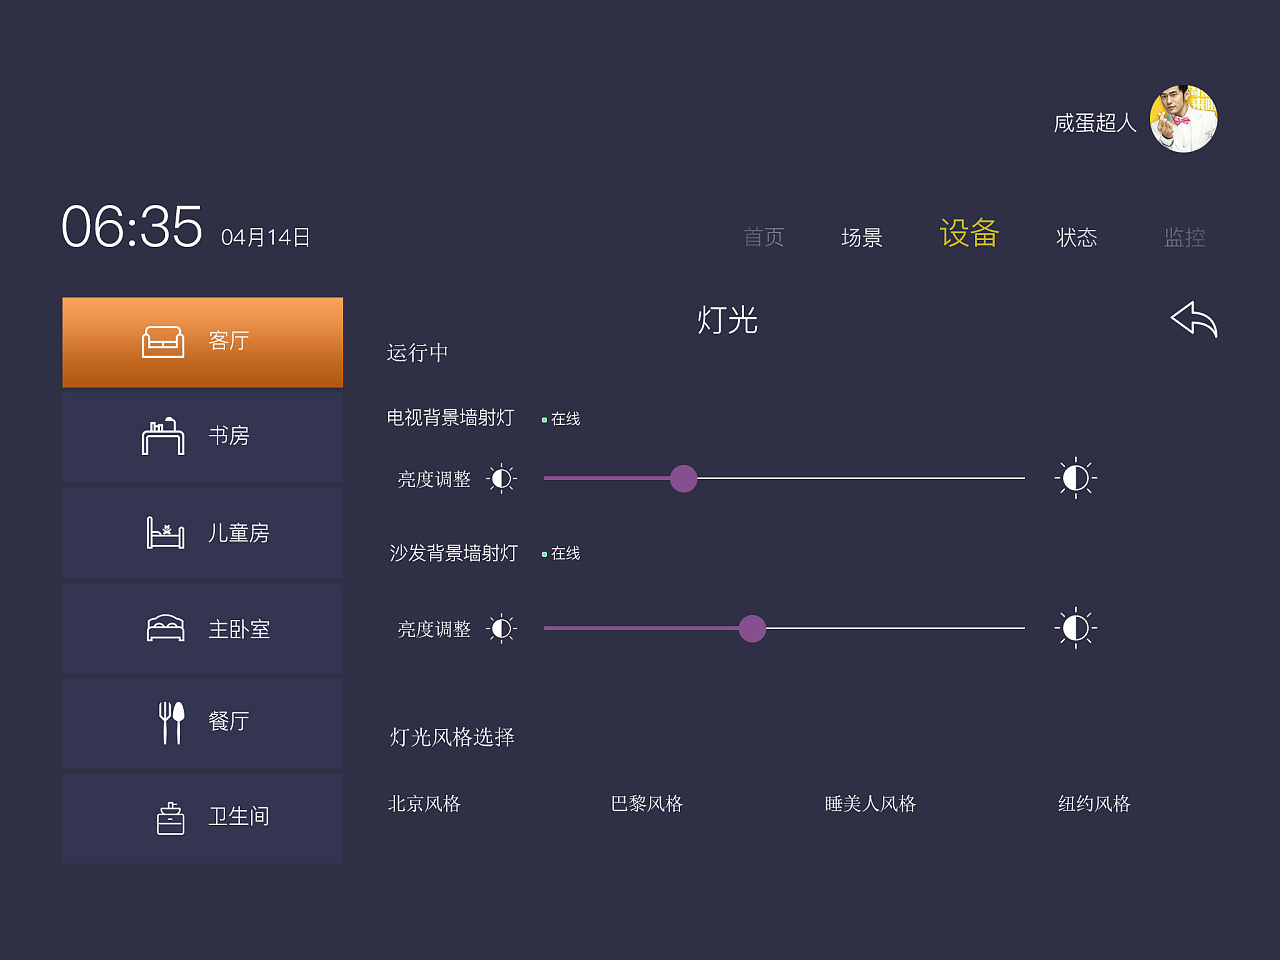 咸蛋超人
06:35 04月14日
首页 场景 设备 状态 监控
客厅
书房
儿童房
主卧室
餐厅
卫生间
灯光
运行中
电视背景墙射灯 在线
亮度调整
沙发背景墙射灯 在线
亮度调整
灯光风格选择
北京风格 巴黎风格 睡美人风格 纽约风格